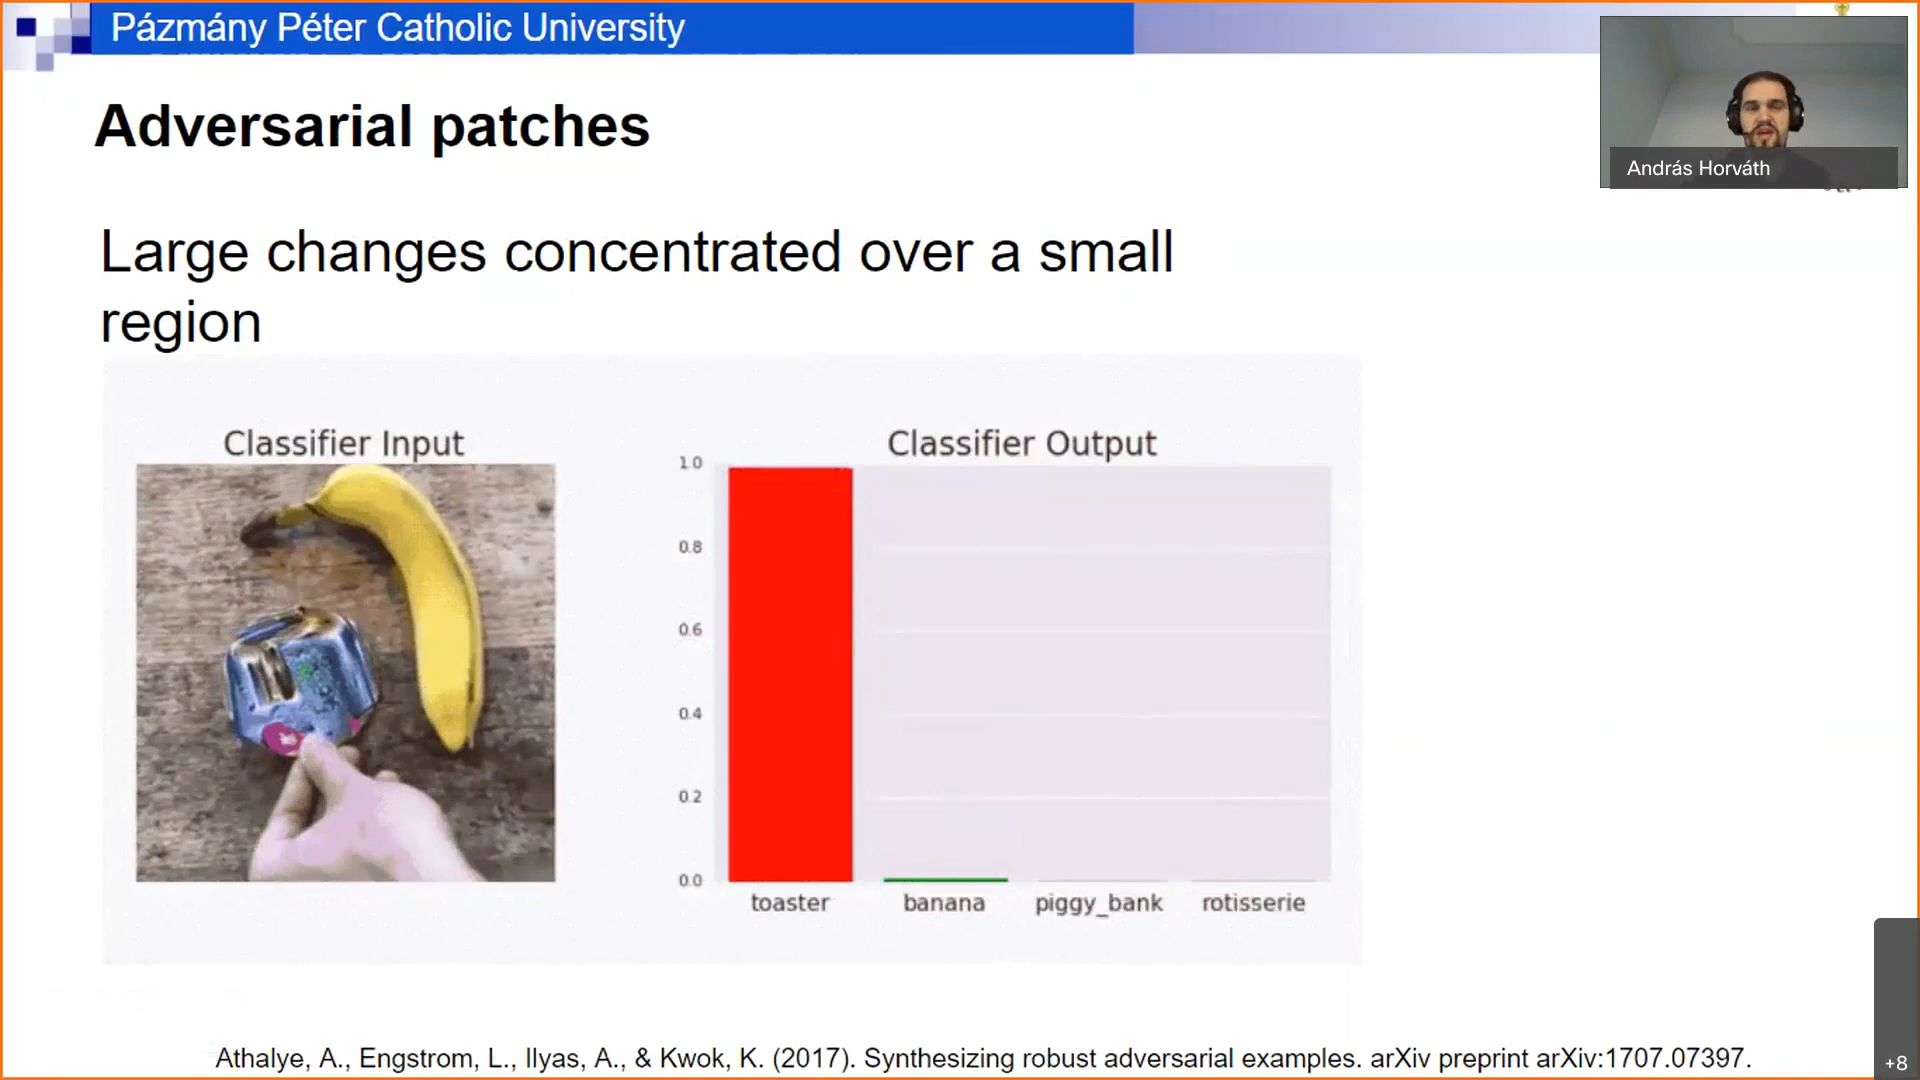 Pázmány Péter Catholic University
András Horváth
Adversarial patches
Large changes concentrated over a small
region
Classifier Input
Classifier Output
1.0
0.8
0.6
0.4
0.2
0.0
toaster
banana
piggy_bank
rotisserie
Athalye, A., Engstrom, L., Ilyas, A., & Kwok, K. (2017). Synthesizing robust adversarial examples. arXiv preprint arXiv:1707.07397.
+8